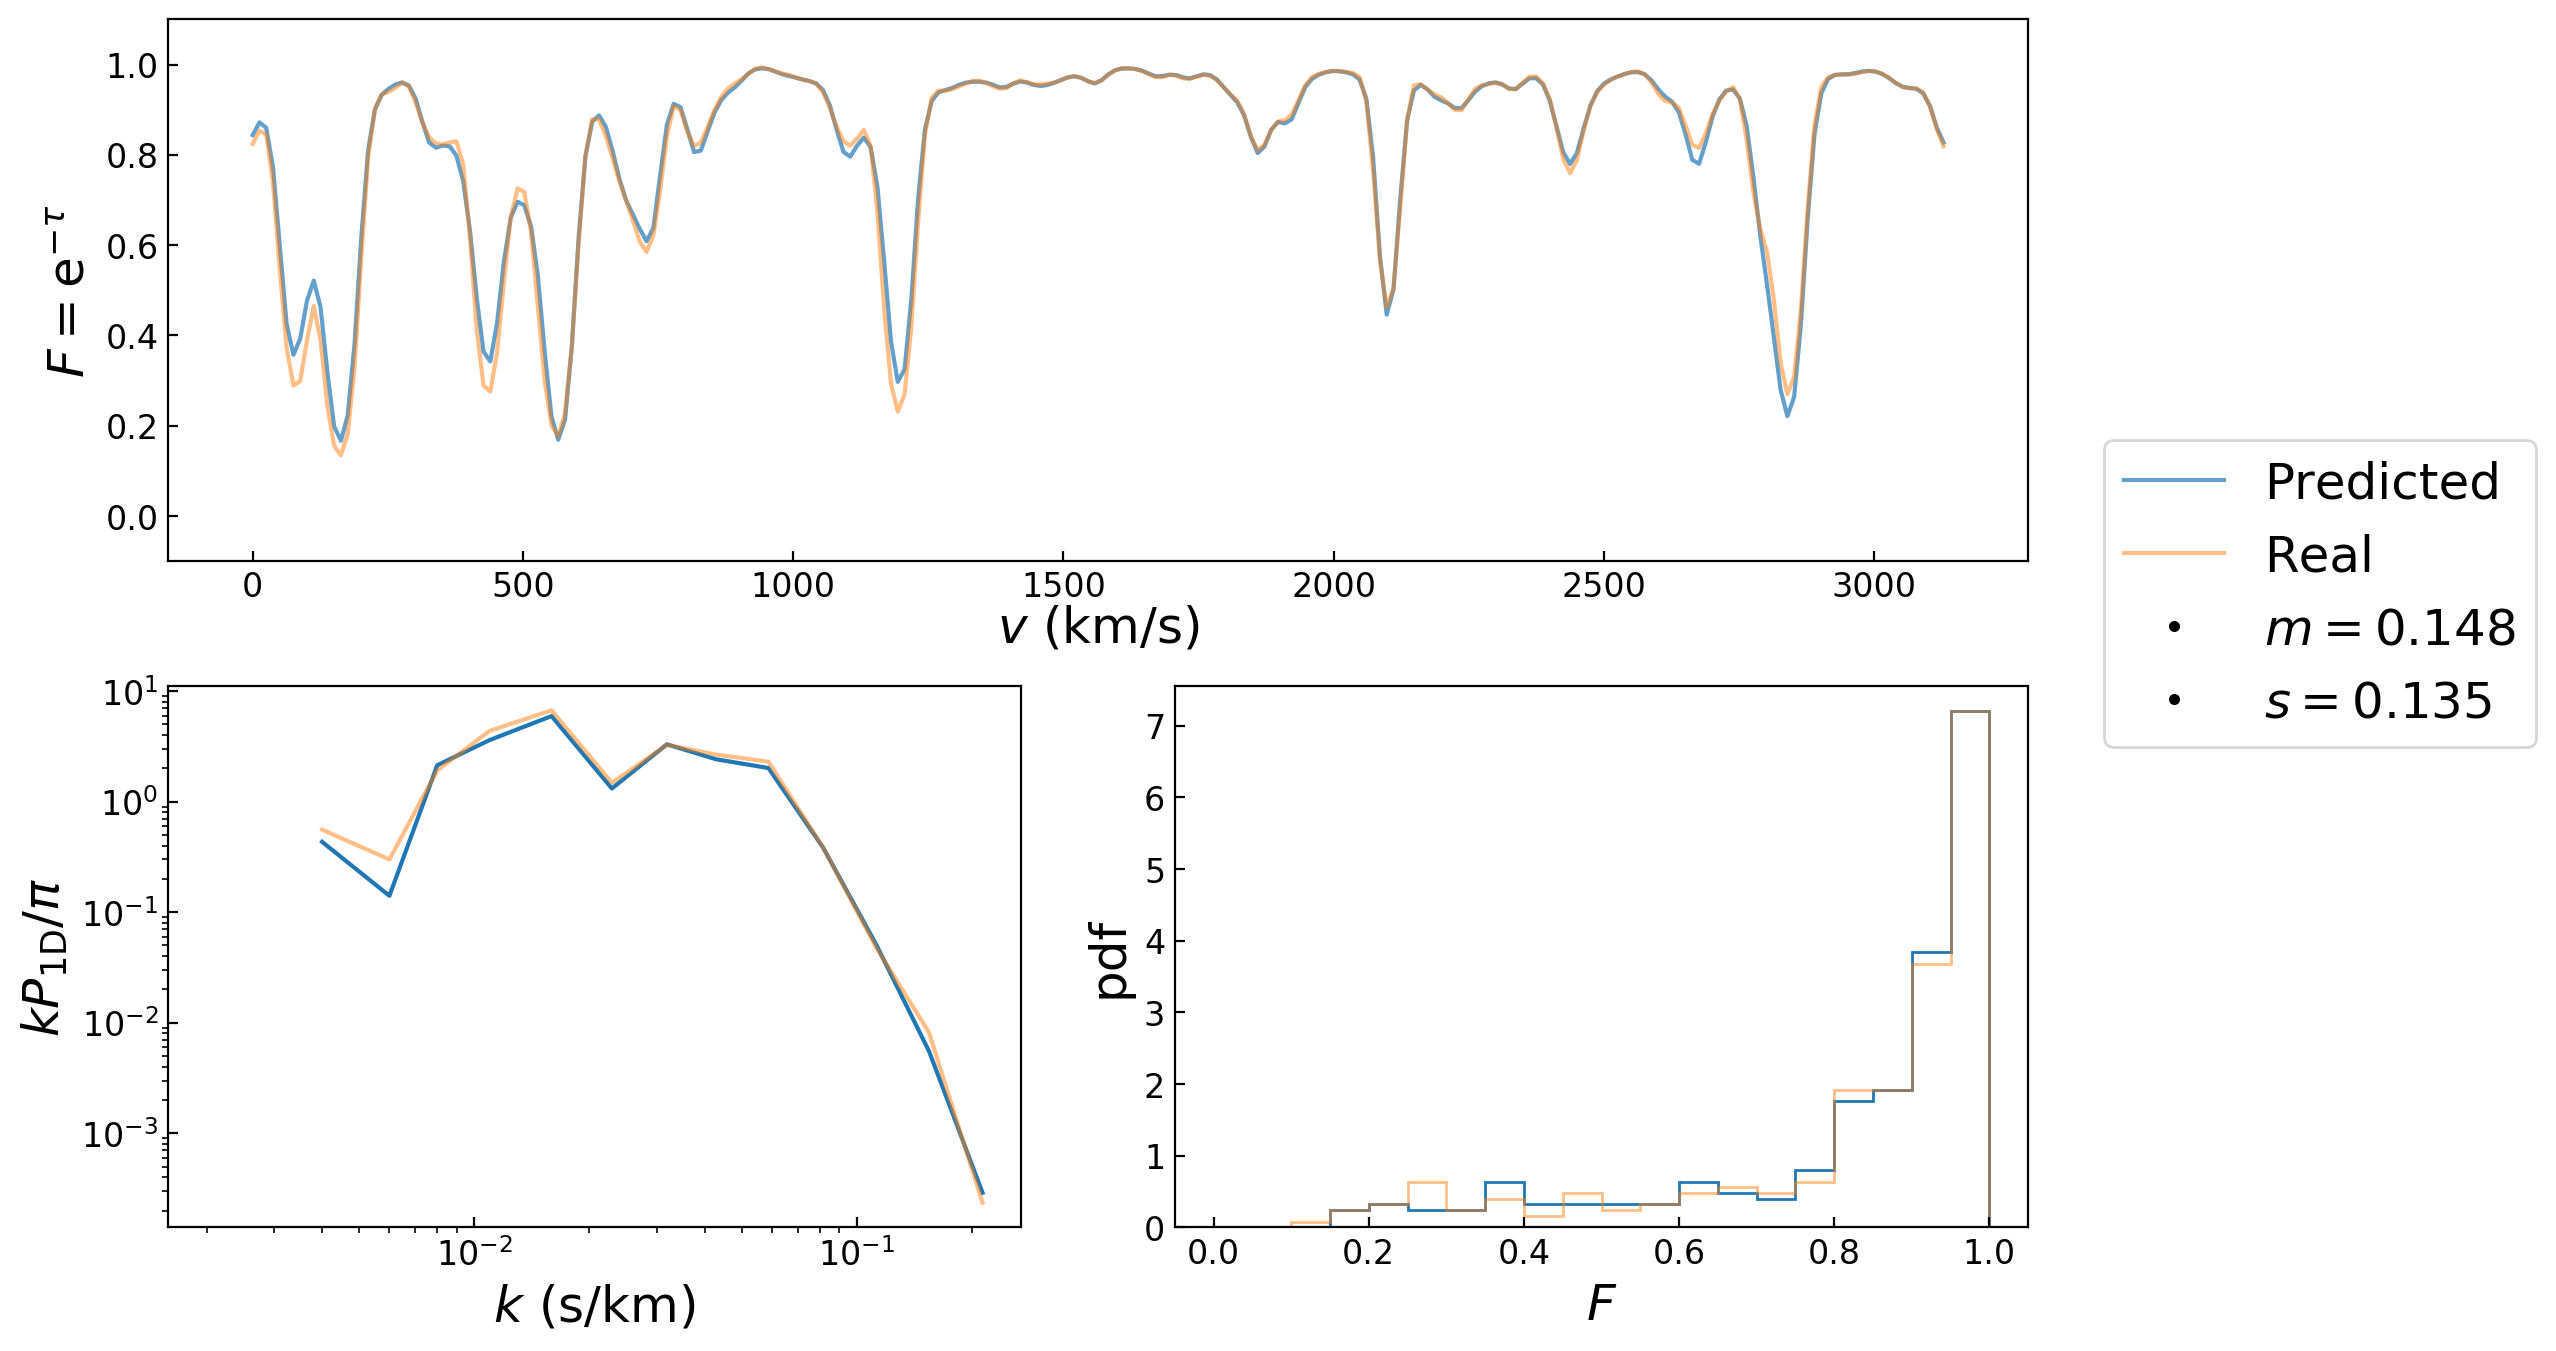 F = e^{−τ}
1.0
0.8
0.6
0.4
0.2
0.0
0 500 1000 1500 2000 2500 3000
v (km/s)
Predicted
Real
m = 0.148
s = 0.135
kP_{1D}/π
10^1
10^0
10^{−1}
10^{−2}
10^{−3}
10^{−2} 10^{−1}
k (s/km)
pdf
7
6
5
4
3
2
1
0
0.0 0.2 0.4 0.6 0.8 1.0
F